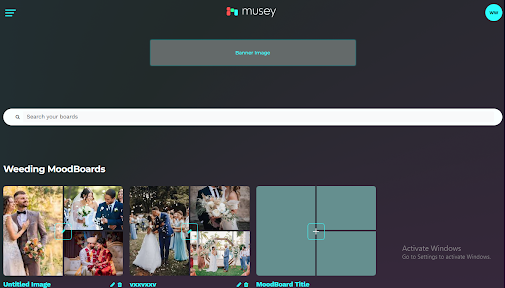 musey
WW
Banner Image
Search your boards
Weeding MoodBoards
Untitled Image
vxxvxxv
MoodBoard Title
Activate Windows
Go to Settings to activate Windows.